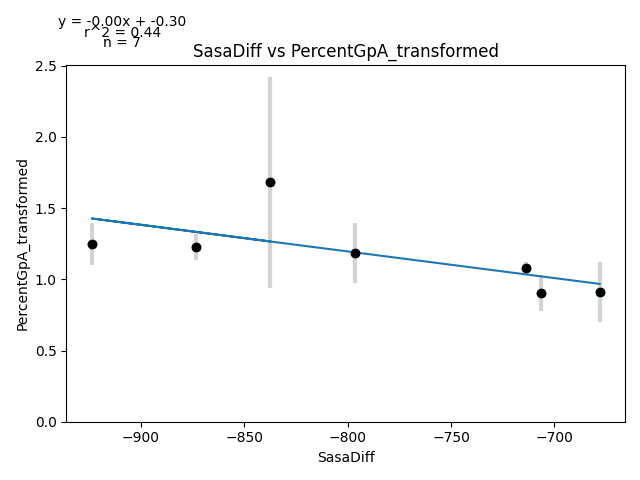 y = -0.00x + -0.30
r^2 = 0.44
n = 7
SasaDiff vs PercentGpA_transformed
2.5
2.0
1.5
1.0
0.5
0.0
PercentGpA_transformed
−900
−850
−800
−750
−700
SasaDiff